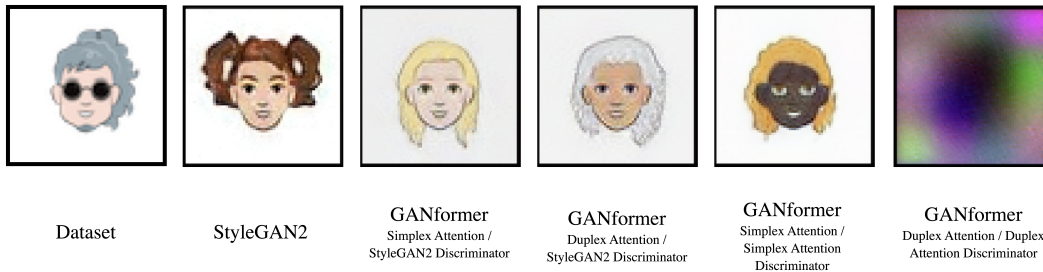 Dataset
StyleGAN2
GANformer
Simplex Attention /
StyleGAN2 Discriminator
GANformer
Duplex Attention /
StyleGAN2 Discriminator
GANformer
Simplex Attention /
Simplex Attention
Discriminator
GANformer
Duplex Attention / Duplex
Attention Discriminator